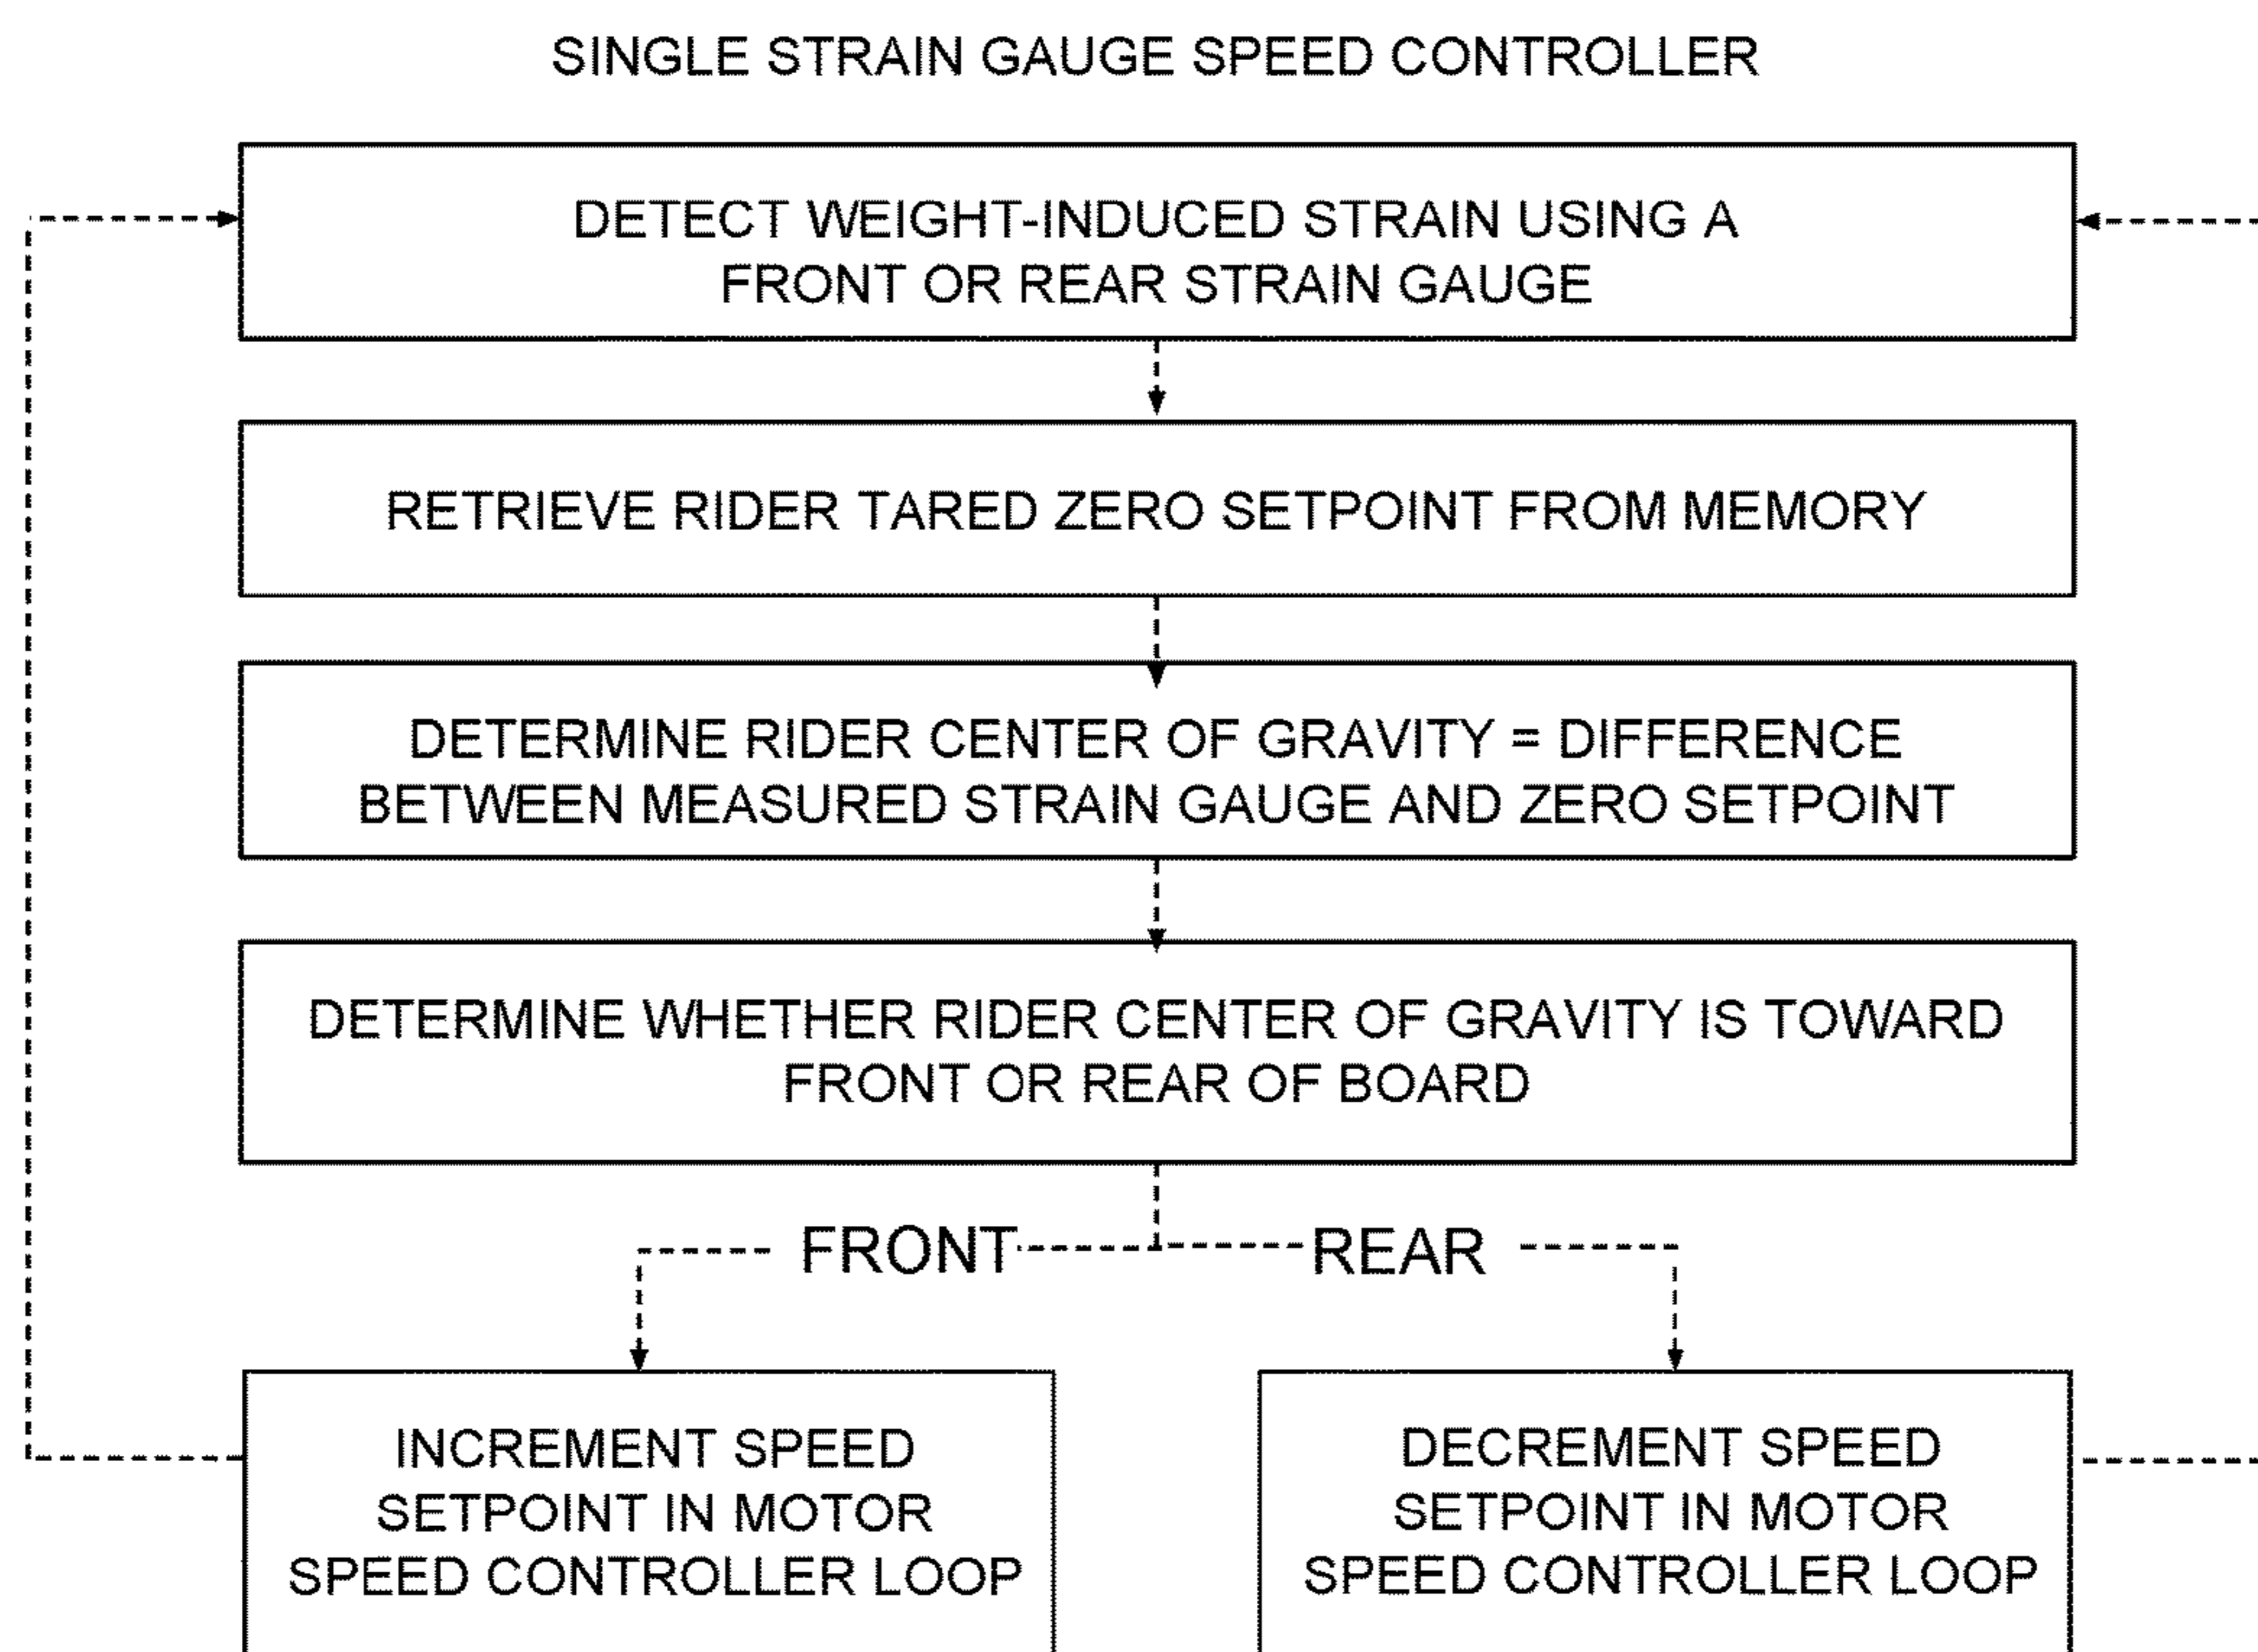 SINGLE STRAIN GAUGE SPEED CONTROLLER
DETECT WEIGHT-INDUCED STRAIN USING A
FRONT OR REAR STRAIN GAUGE
RETRIEVE RIDER TARED ZERO SETPOINT FROM MEMORY
DETERMINE RIDER CENTER OF GRAVITY = DIFFERENCE
BETWEEN MEASURED STRAIN GAUGE AND ZERO SETPOINT
DETERMINE WHETHER RIDER CENTER OF GRAVITY IS TOWARD
FRONT OR REAR OF BOARD
FRONT
REAR
INCREMENT SPEED
SETPOINT IN MOTOR
SPEED CONTROLLER LOOP
DECREMENT SPEED
SETPOINT IN MOTOR
SPEED CONTROLLER LOOP